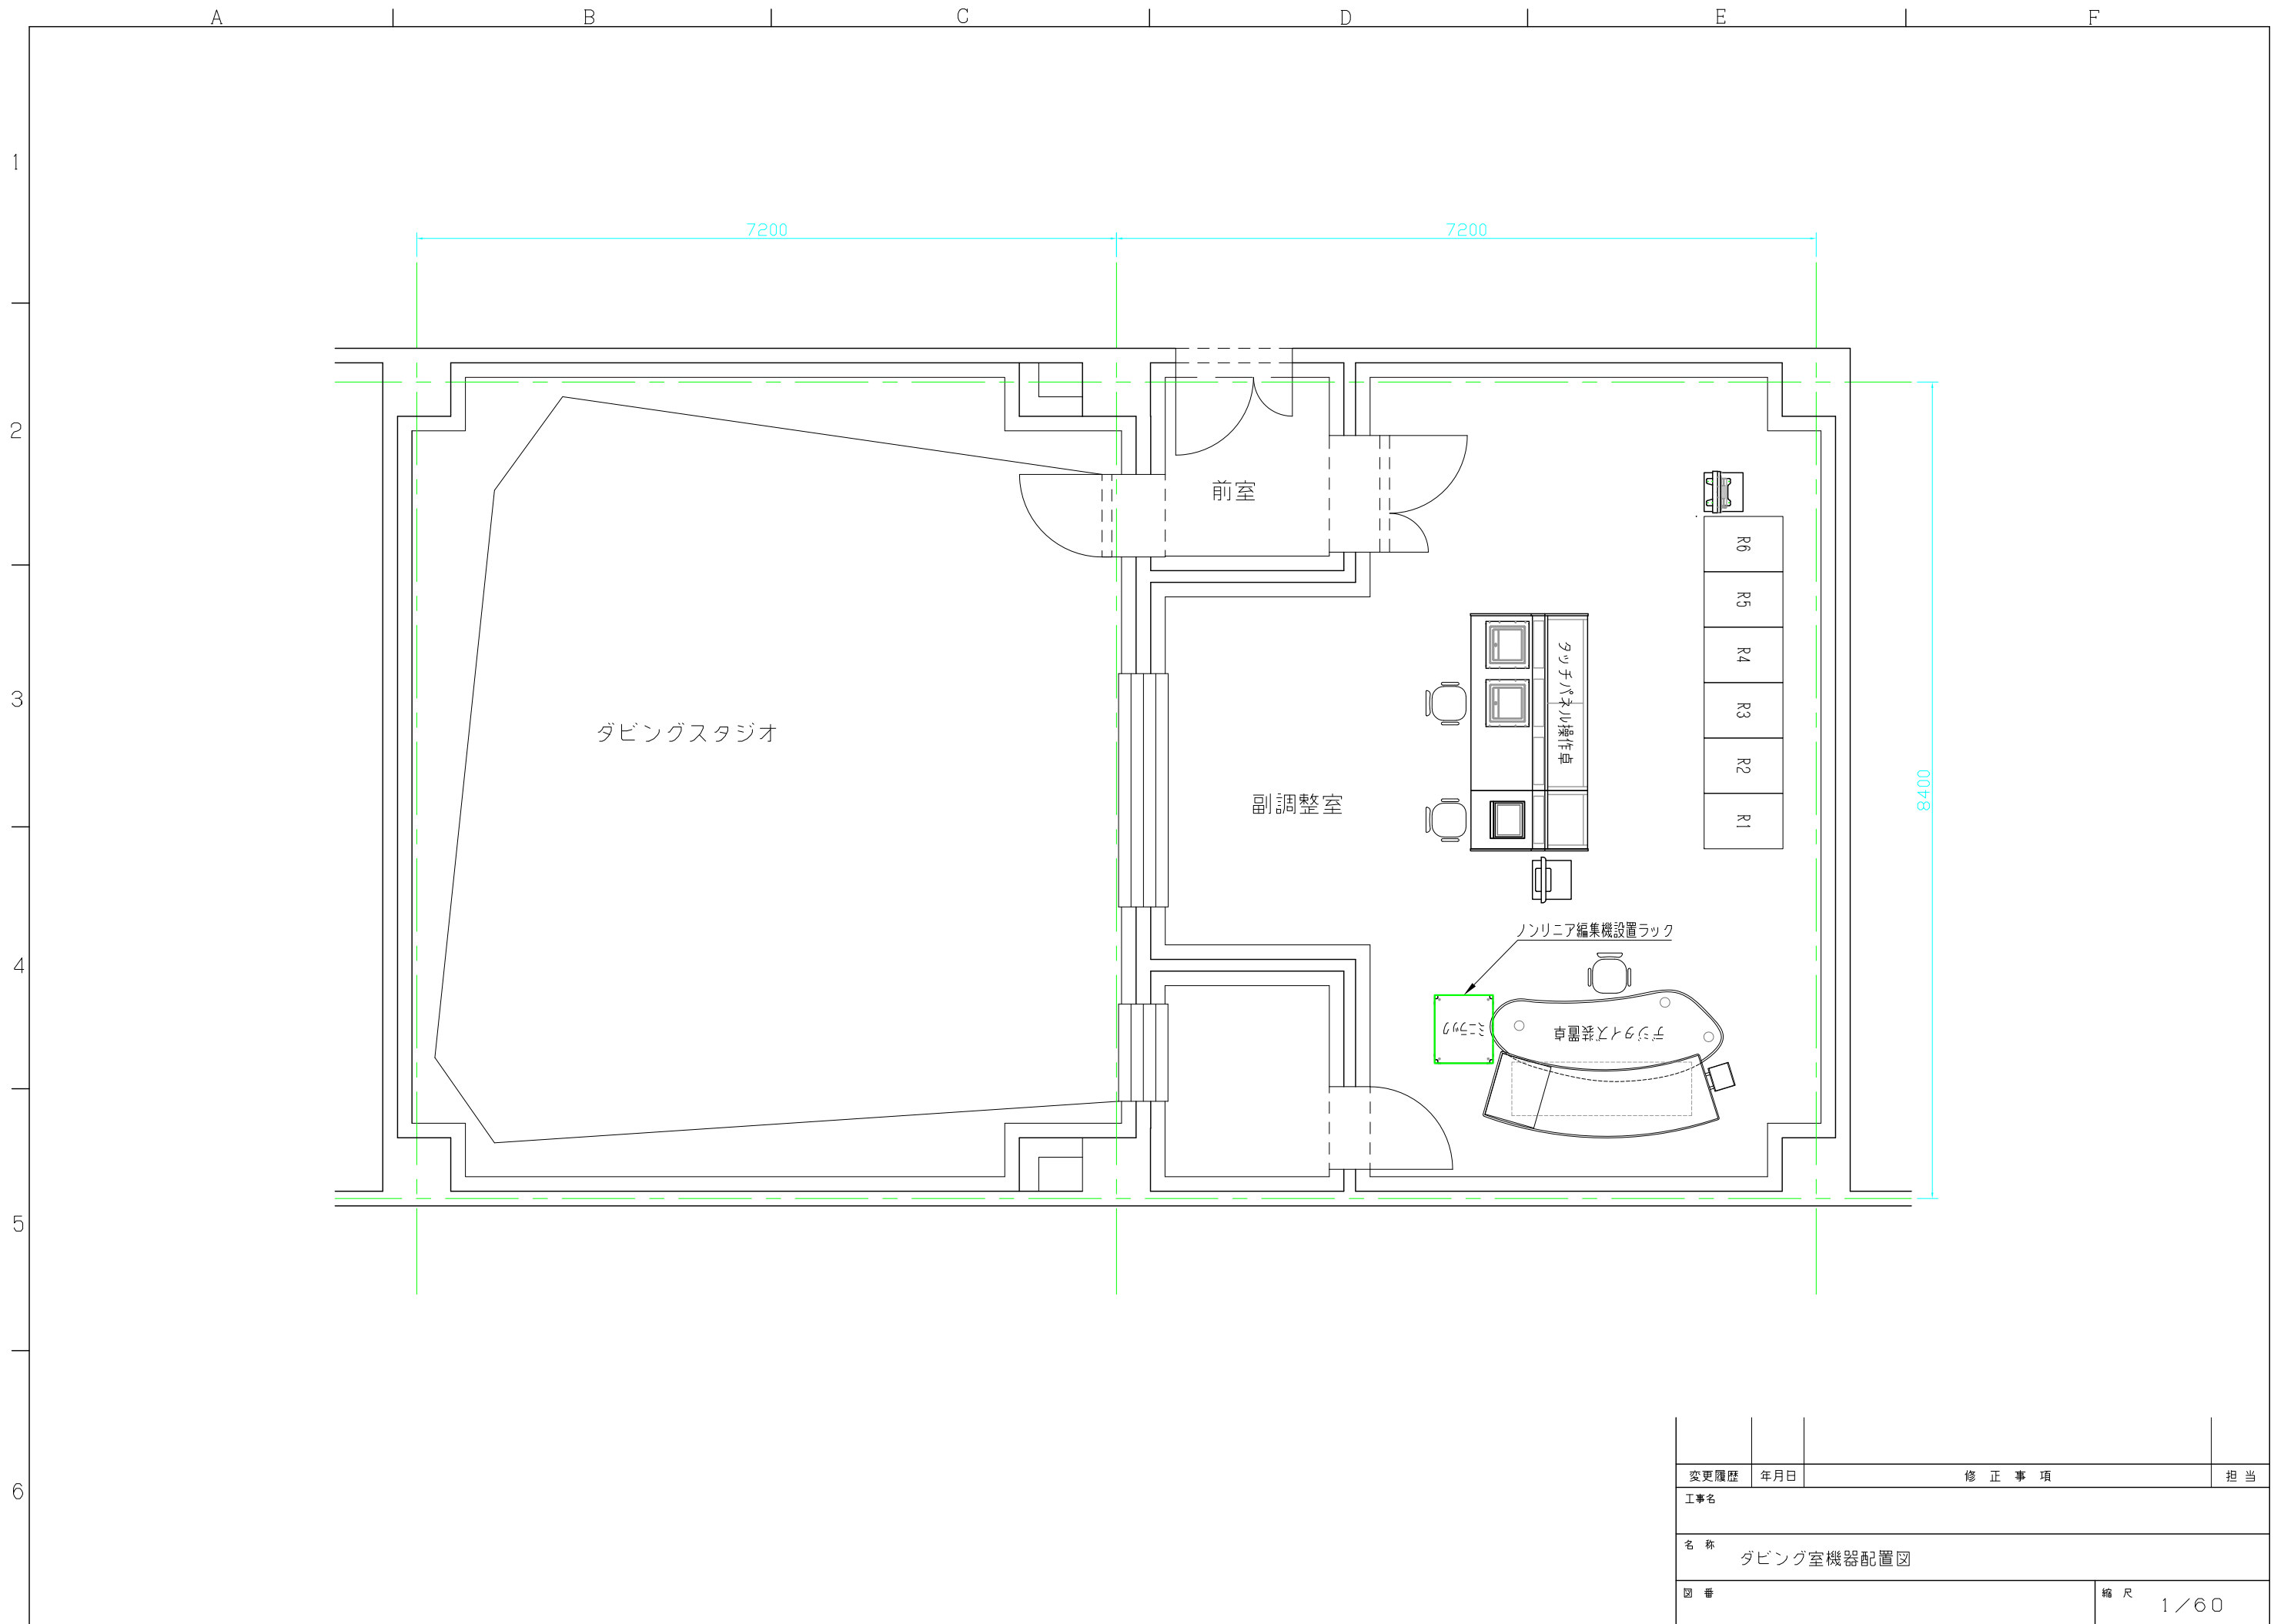 A B C D E F
1
2
3
4
5
6
7200 7200
8400
前室
ダビングスタジオ
副調整室
タッチパネル操作卓
R6
R5
R4
R3
R2
R1
ノンリニア編集機設置ラック
ミニラック
デジタイズ装置卓
変更履歴 年月日 修正事項 担当
工事名
名称 ダビング室機器配置図
図番 縮尺 1/60